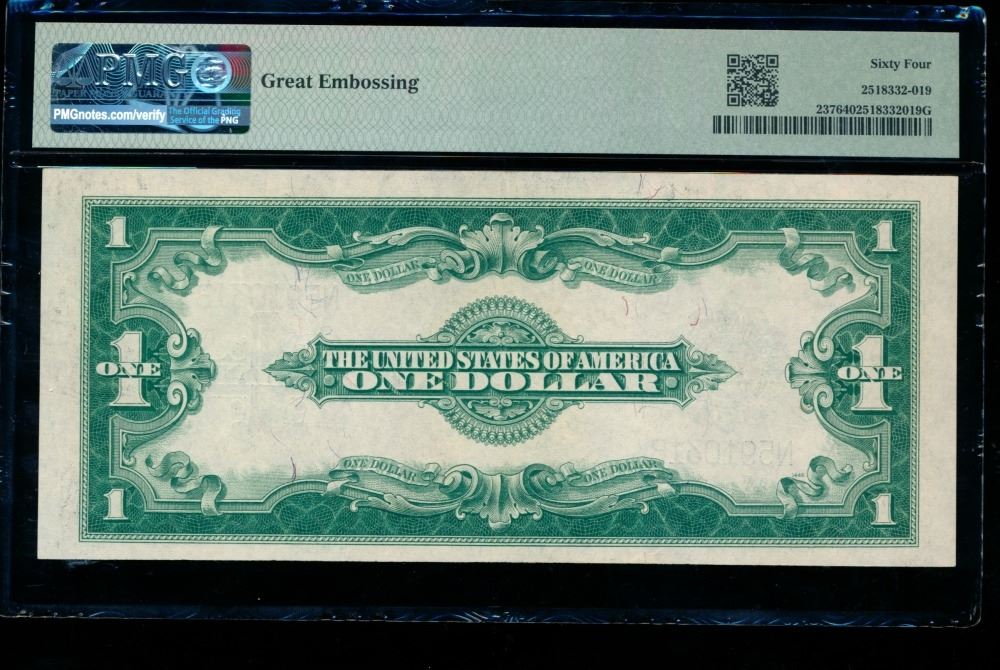 PMG
PAPER MONEY GUARANTY
PMGnotes.com/verify
The Official Grading
Service of the PNG
Great Embossing
Sixty Four
2518332-019
2376402518332019G
1 1
ONE DOLLAR ONE DOLLAR
THE UNITED STATES OF AMERICA
1 ONE ONE DOLLAR 1 ONE
ONE DOLLAR ONE DOLLAR
1 1